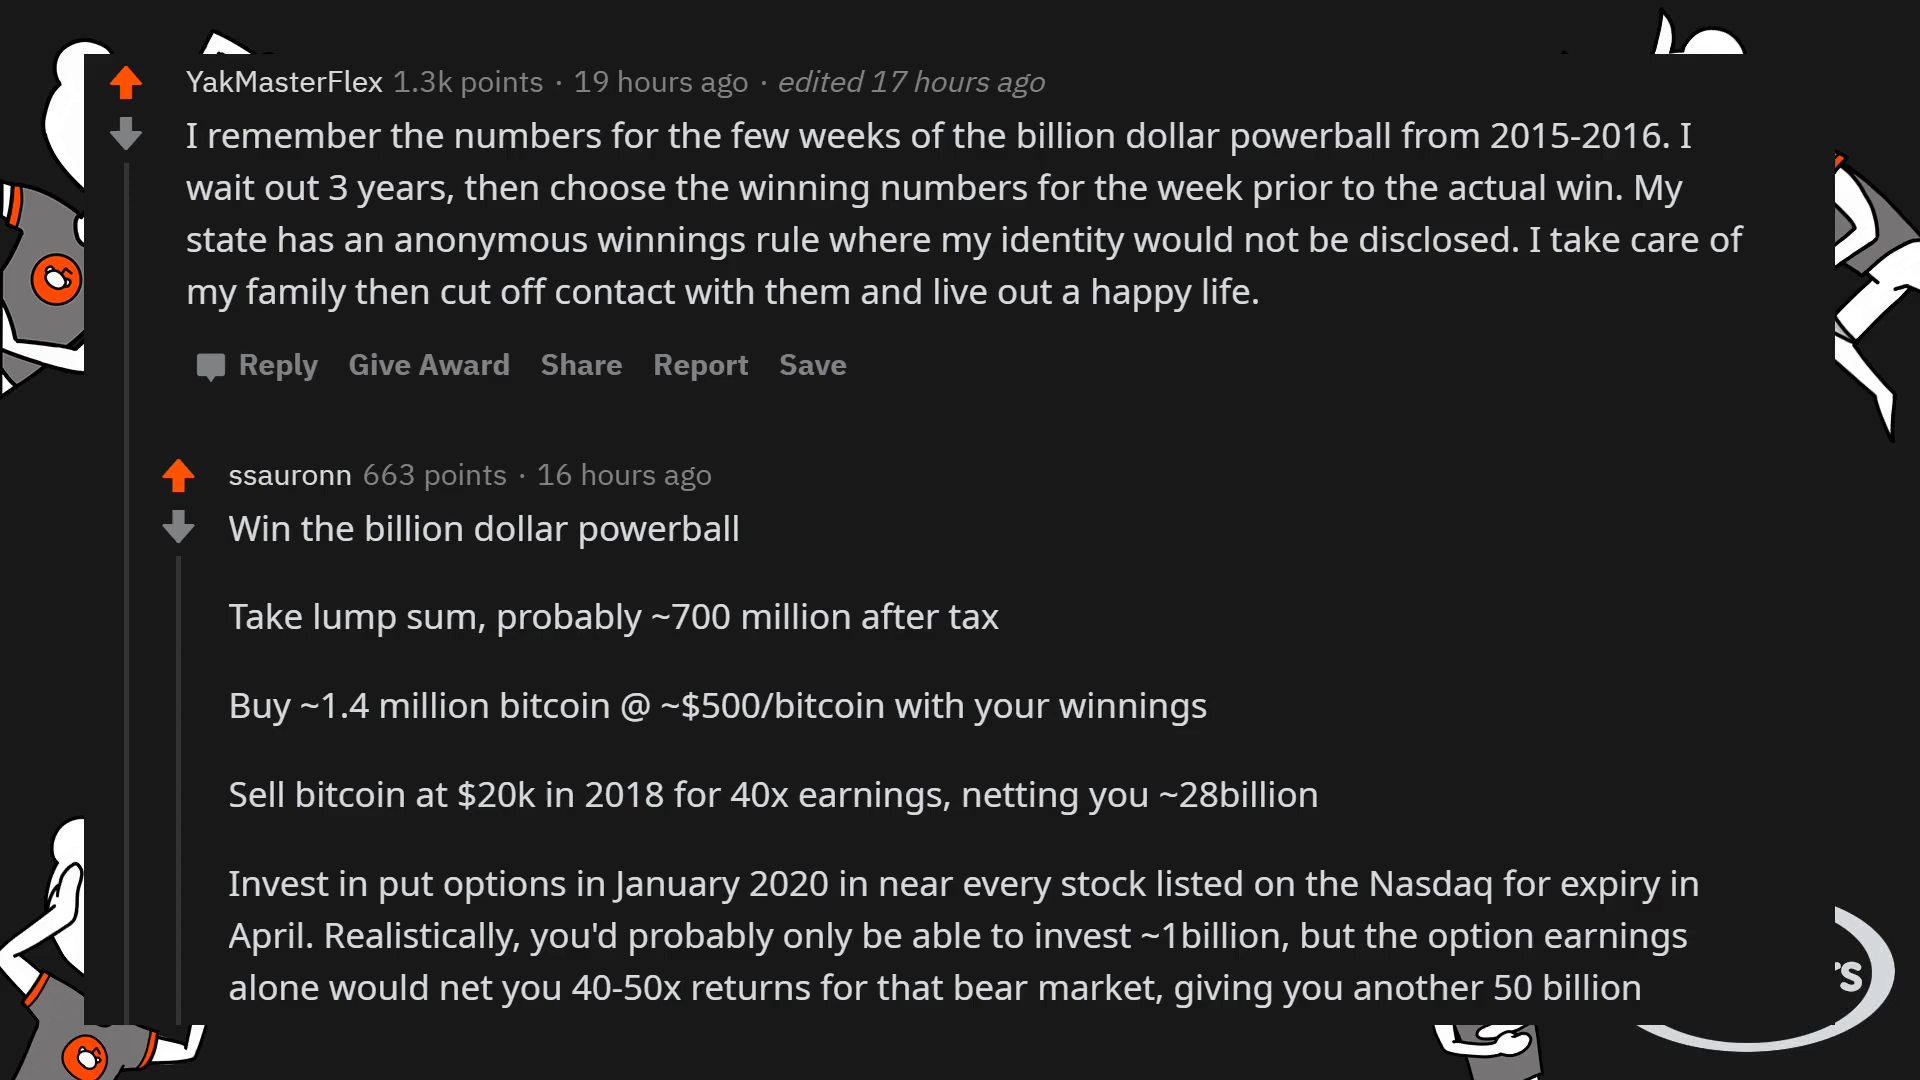 YakMasterFlex 1.3k points · 19 hours ago · edited 17 hours ago
I remember the numbers for the few weeks of the billion dollar powerball from 2015-2016. I
wait out 3 years, then choose the winning numbers for the week prior to the actual win. My
state has an anonymous winnings rule where my identity would not be disclosed. I take care of
my family then cut off contact with them and live out a happy life.
Reply Give Award Share Report Save
ssauronn 663 points · 16 hours ago
Win the billion dollar powerball
Take lump sum, probably ~700 million after tax
Buy ~1.4 million bitcoin @ ~$500/bitcoin with your winnings
Sell bitcoin at $20k in 2018 for 40x earnings, netting you ~28billion
Invest in put options in January 2020 in near every stock listed on the Nasdaq for expiry in
April. Realistically, you'd probably only be able to invest ~1billion, but the option earnings
alone would net you 40-50x returns for that bear market, giving you another 50 billion